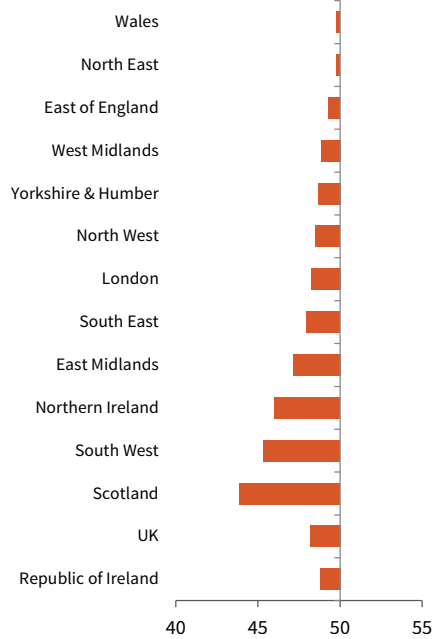 Wales
North East
East of England
West Midlands
Yorkshire & Humber
North West
London
South East
East Midlands
Northern Ireland
South West
Scotland
UK
Republic of Ireland
40 45 50 55